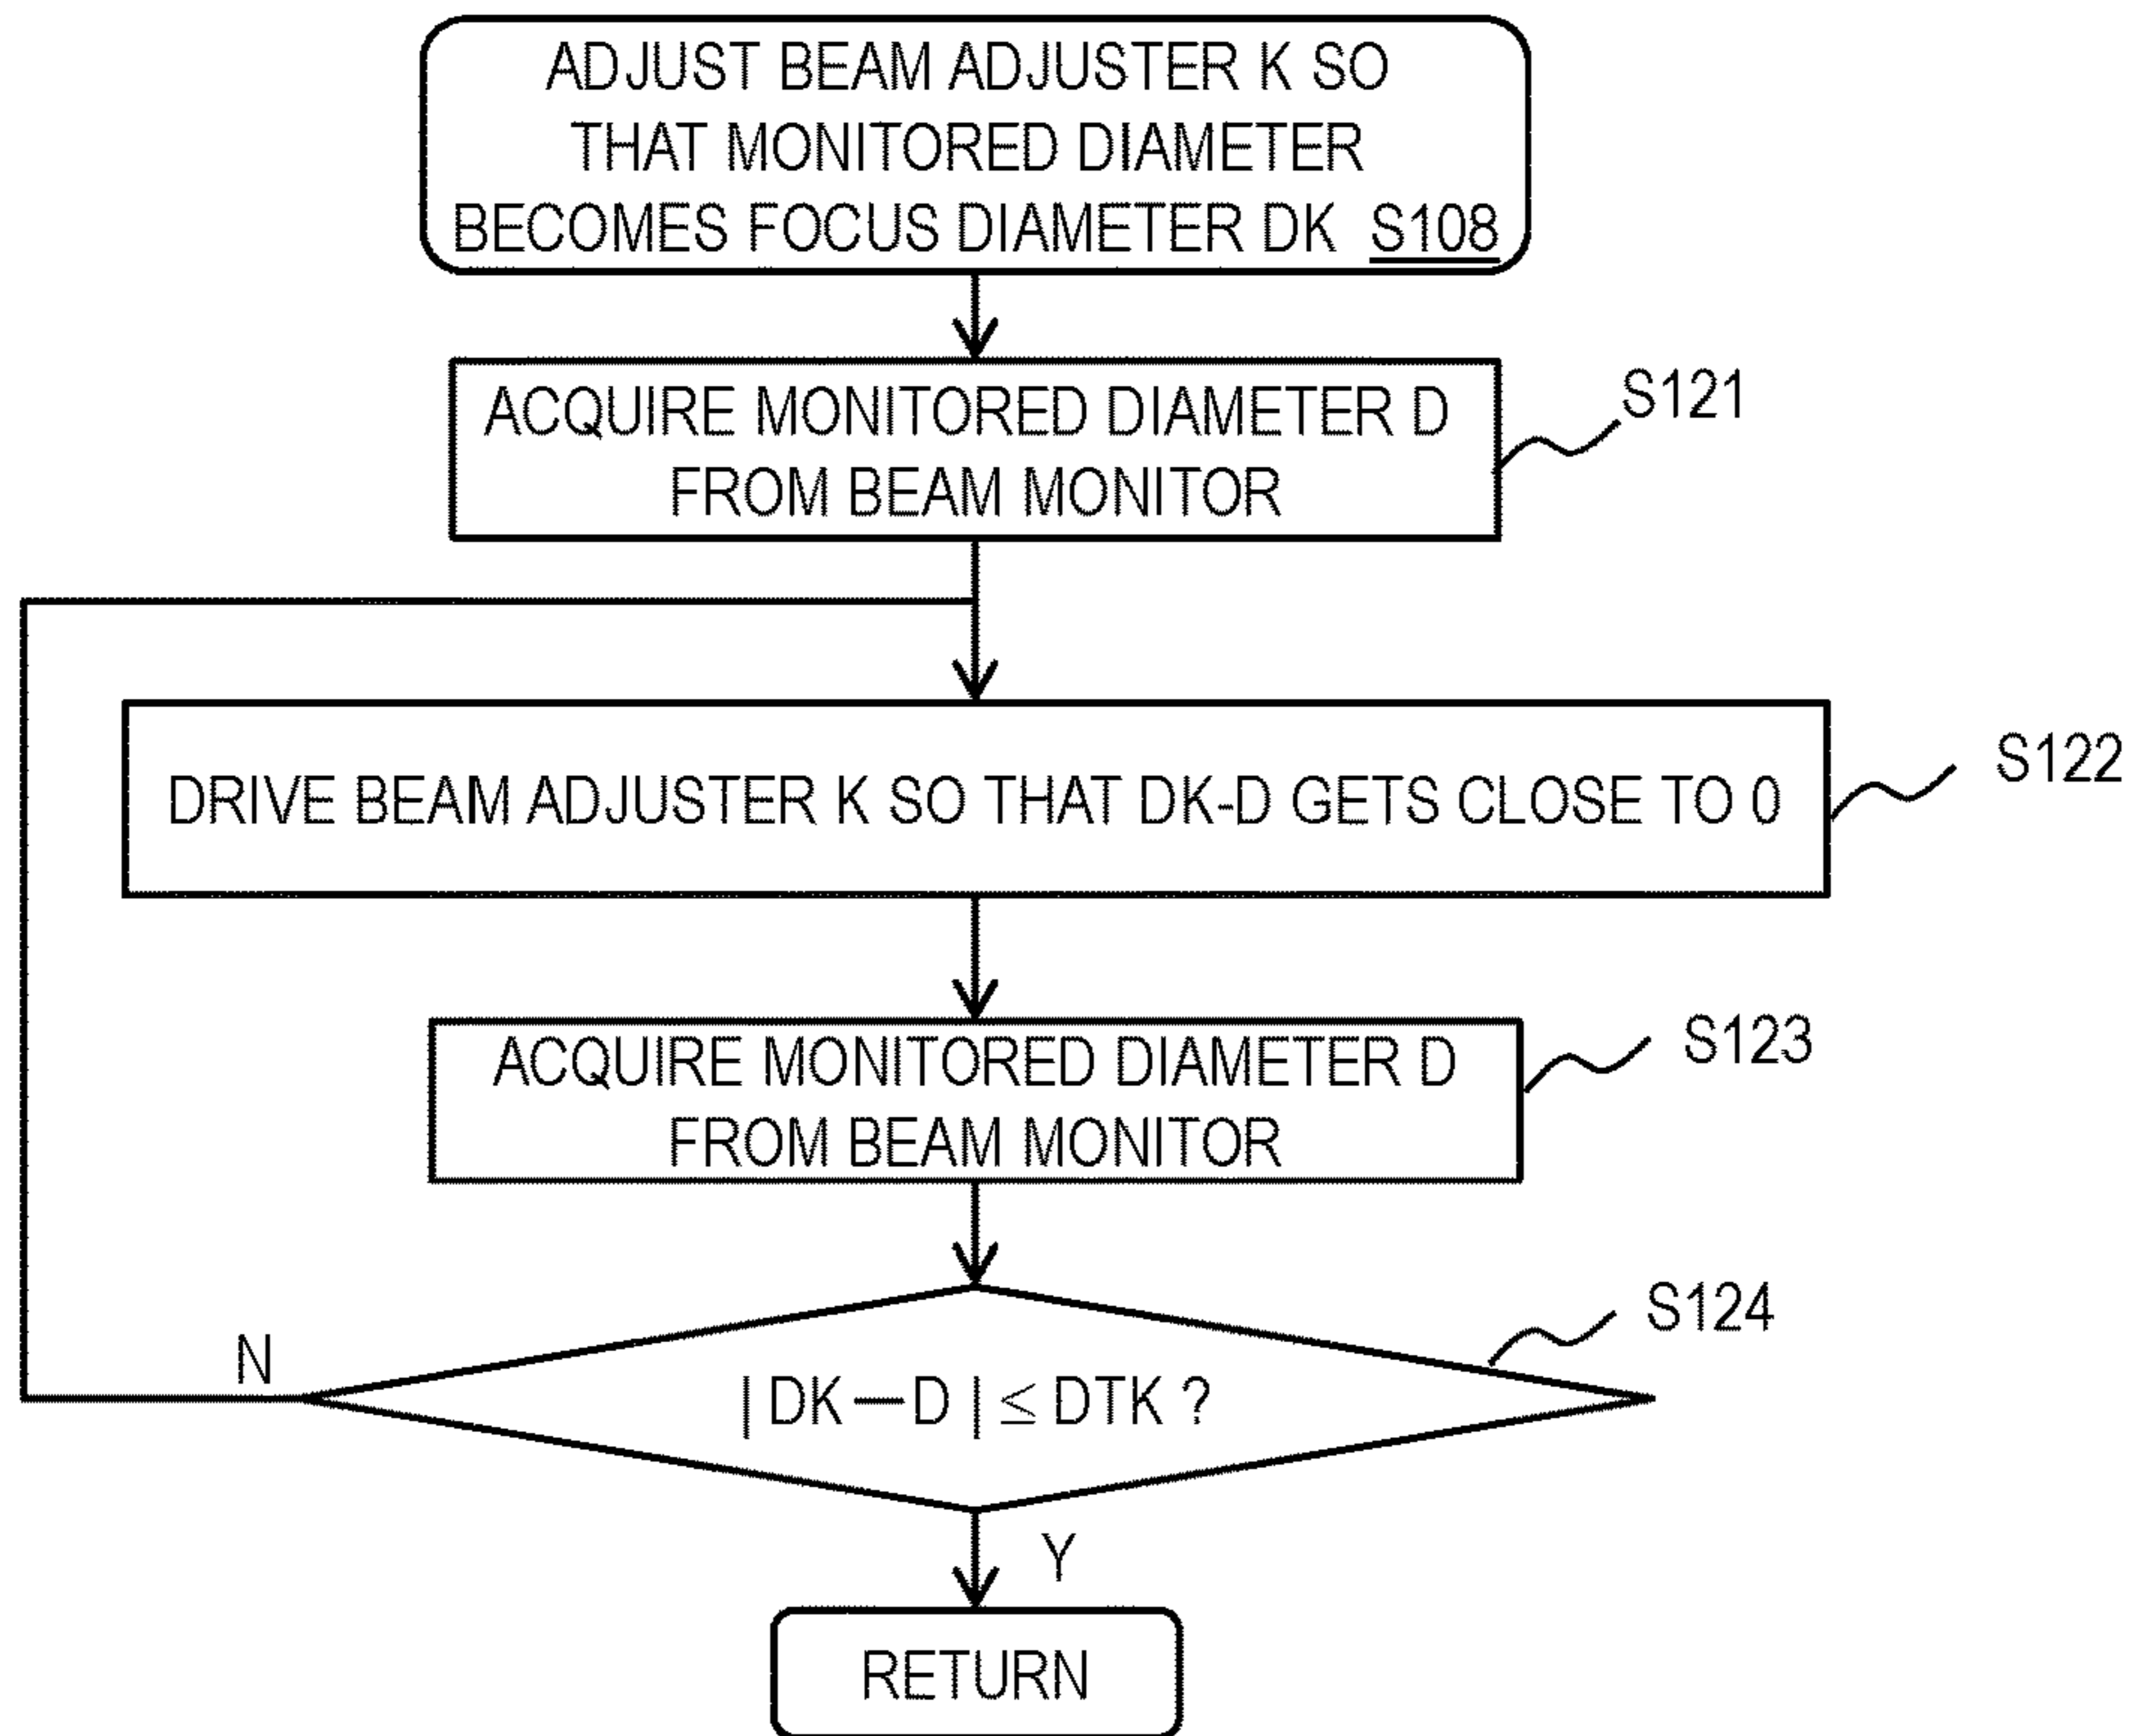 ADJUST BEAM ADJUSTER K SO
THAT MONITORED DIAMETER
BECOMES FOCUS DIAMETER DK S108
ACQUIRE MONITORED DIAMETER D
FROM BEAM MONITOR
S121
DRIVE BEAM ADJUSTER K SO THAT DK-D GETS CLOSE TO 0
S122
ACQUIRE MONITORED DIAMETER D
FROM BEAM MONITOR
S123
S124
N
|DK—D| ≤ DTK ?
Y
RETURN